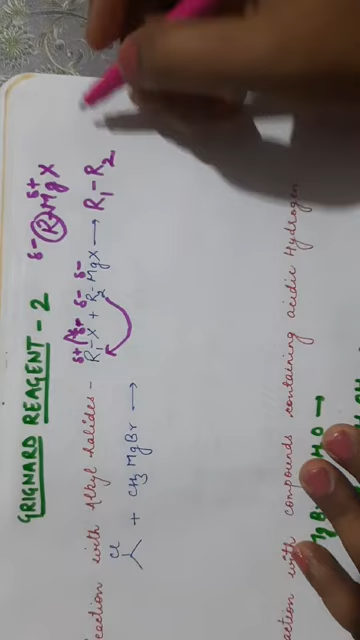 GRIGNARD REAGENT - 2
δ- δ+
R-MgX
Reaction with Alkyl halides -
δ+ δ- δ- δ+
R1-X + R2-MgX ⟶ R1-R2
Cl
+ CH3MgBr ⟶
with compounds containing acidic Hydrogen